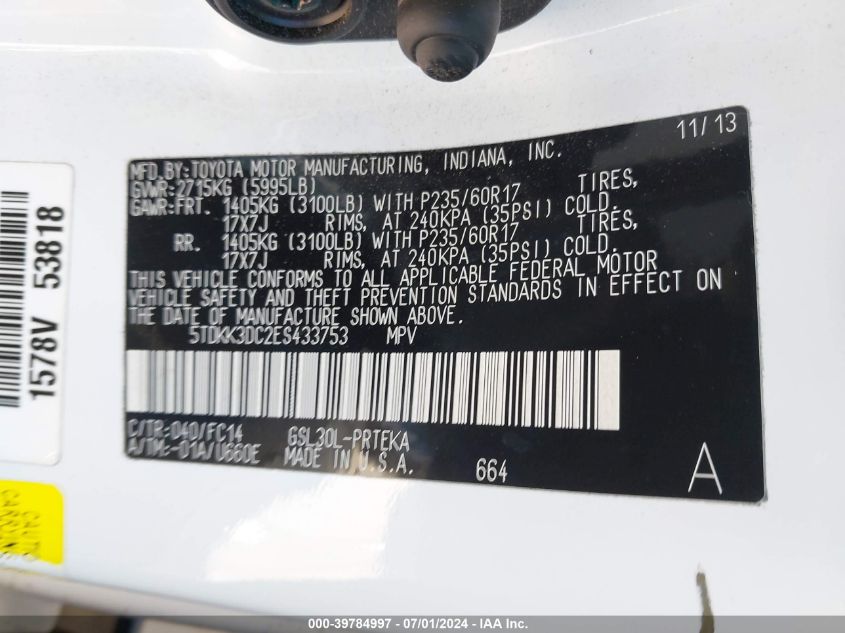 11/13
MFD.BY:TOYOTA MOTOR MANUFACTURING, INDIANA, INC.
GVWR:2715KG (5995LB)
GAWR:FRT. 1405KG (3100LB) WITH P235/60R17 TIRES,
17X7J RIMS, AT 240KPA (35PSI) COLD.
RR. 1405KG (3100LB) WITH P235/60R17 TIRES,
17X7J RIMS, AT 240KPA (35PSI) COLD.
THIS VEHICLE CONFORMS TO ALL APPLICABLE FEDERAL MOTOR
VEHICLE SAFETY AND THEFT PREVENTION STANDARDS IN EFFECT ON
THE DATE OF MANUFACTURE SHOWN ABOVE.
5TDKK3DC2ES433753 MPV
C/TR:040/FC14 GSL30L-PRTEKA
A/TM:-01A/U660E MADE IN U.S.A.
664
A
1578V 53818
000-39784997 - 07/01/2024 - IAA Inc.